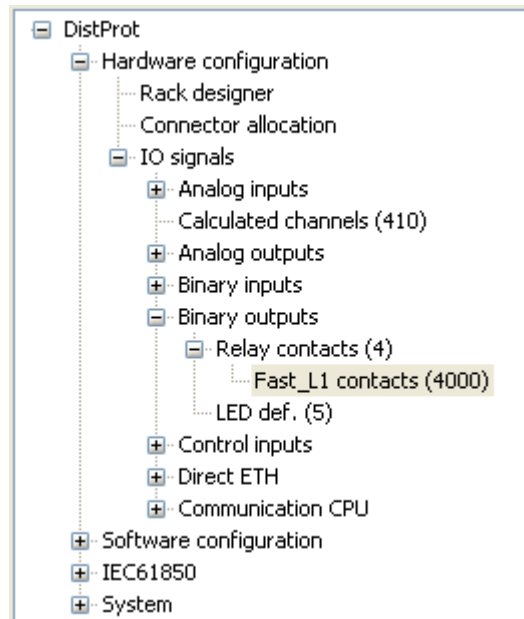 DistProt
Hardware configuration
Rack designer
Connector allocation
IO signals
Analog inputs
Calculated channels (410)
Analog outputs
Binary inputs
Binary outputs
Relay contacts (4)
Fast_L1 contacts (4000)
LED def. (5)
Control inputs
Direct ETH
Communication CPU
Software configuration
IEC61850
System